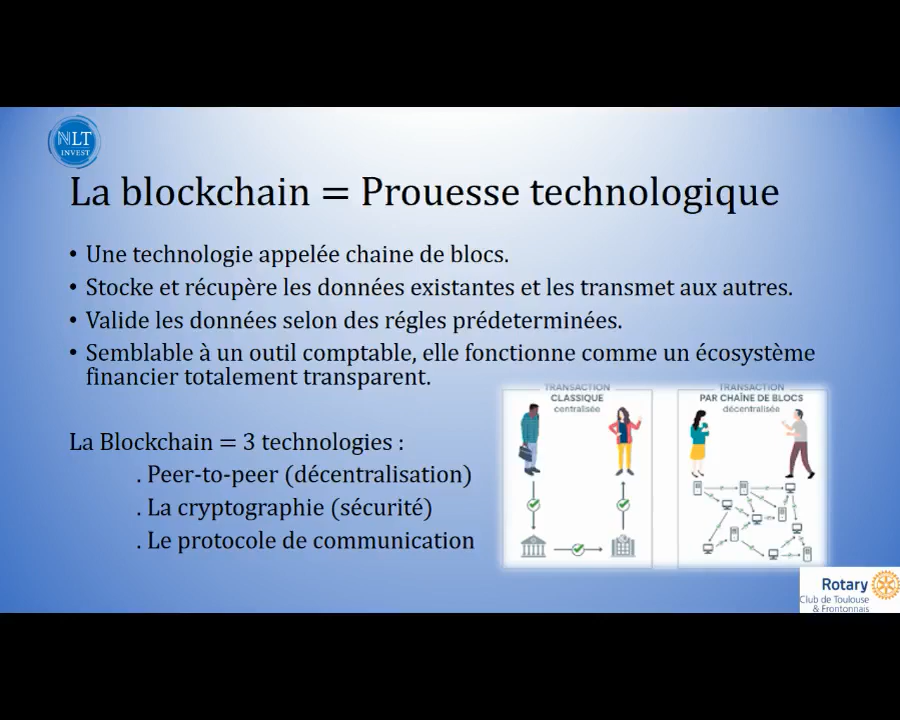 NLT
INVEST
La blockchain = Prouesse technologique
• Une technologie appelée chaine de blocs.
• Stocke et récupère les données existantes et les transmet aux autres.
• Valide les données selon des régles prédeterminées.
• Semblable à un outil comptable, elle fonctionne comme un écosystème
financier totalement transparent.
La Blockchain = 3 technologies :
. Peer-to-peer (décentralisation)
. La cryptographie (sécurité)
. Le protocole de communication
TRANSACTION
CLASSIQUE
centralisée
TRANSACTION
PAR CHAÎNE DE BLOCS
décentralisée
Rotary
Club de Toulouse
& Frontonnais